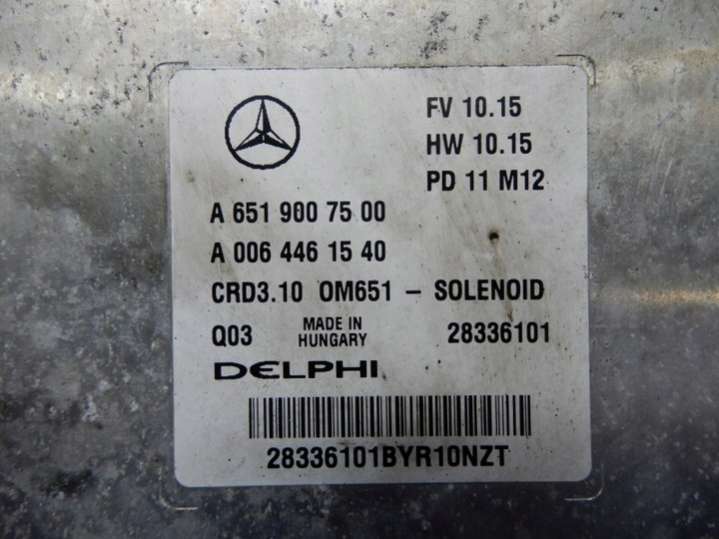 FV 10.15
HW 10.15
PD 11 M12
A 651 900 75 00
A 006 446 15 40
CRD3.10 OM651 – SOLENOID
Q03 MADE IN HUNGARY 28336101
DELPHI
28336101BYR10NZT